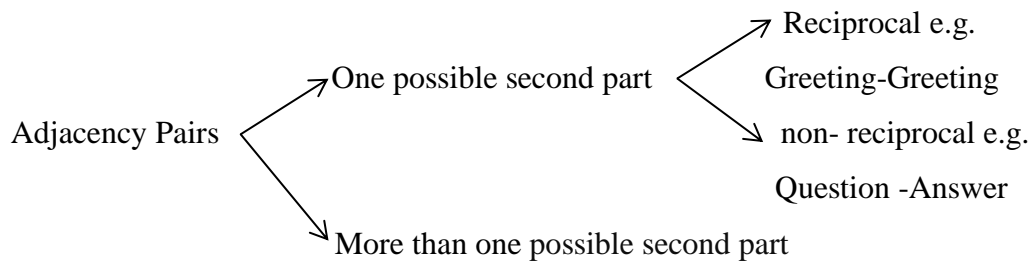 Reciprocal e.g.
One possible second part
Greeting-Greeting
Adjacency Pairs
non- reciprocal e.g.
Question -Answer
More than one possible second part